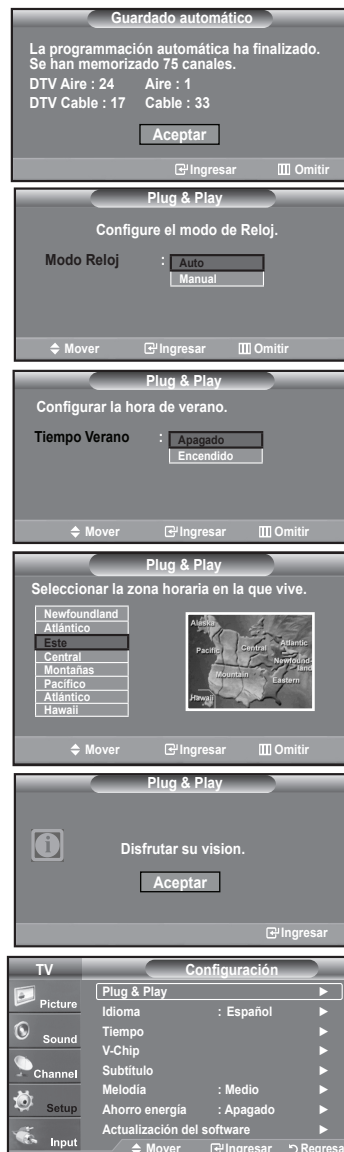 Guardado automático
La programmación automática ha finalizado.
Se han memorizado 75 canales.
DTV Aire : 24 Aire : 1
DTV Cable : 17 Cable : 33
Aceptar
Ingresar Omitir
Plug & Play
Configure el modo de Reloj.
Modo Reloj : Auto
Manual
Mover Ingresar Omitir
Plug & Play
Configurar la hora de verano.
Tiempo Verano : Apagado
Encendido
Mover Ingresar Omitir
Plug & Play
Seleccionar la zona horaria en la que vive.
Newfoundland
Atlántico
Este
Central
Montañas
Pacífico
Atlántico
Hawaii
Alaska
Pacific
Central
Atlantic
Newfound-
land
Mountain
Eastern
Hawaii
Mover Ingresar Omitir
Plug & Play
Disfrutar su vision.
Aceptar
Ingresar
TV Configuración
Picture
Sound
Channel
Setup
Input
Plug & Play
Idioma : Español
Tiempo
V-Chip
Subtítulo
Melodía : Medio
Ahorro energía : Apagado
Actualización del software
Mover Ingresar Regresar